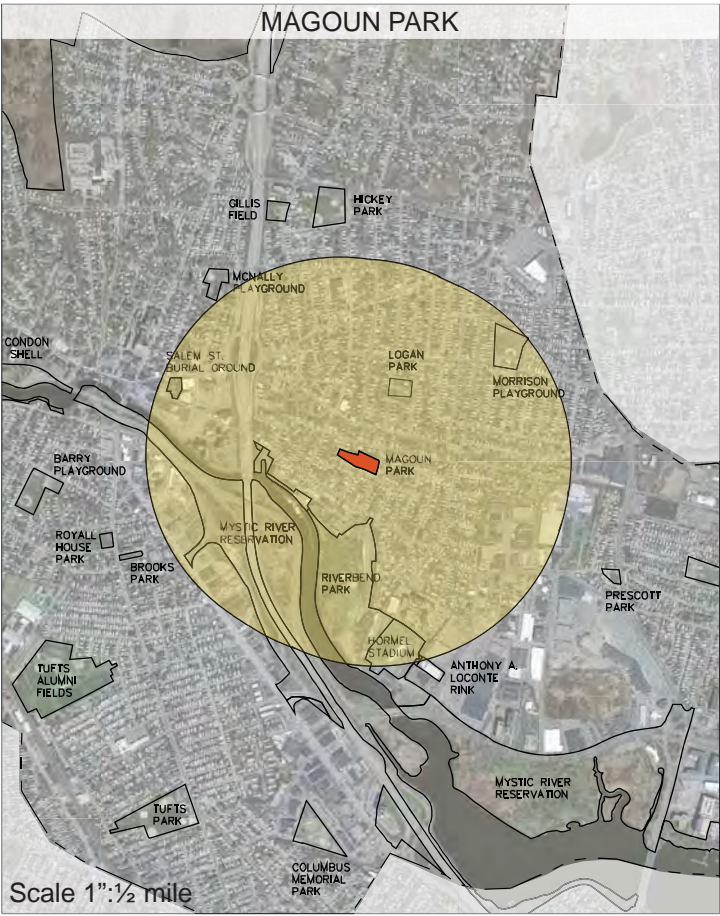 MAGOUN PARK
GILLIS
FIELD
HICKEY
PARK
MCNALLY
PLAYGROUND
CONDON
SHELL
SALEM ST.
BURIAL GROUND
LOGAN
PARK
MORRISON
PLAYGROUND
BARRY
PLAYGROUND
MAGOUN
PARK
ROYALL
HOUSE
PARK
BROOKS
PARK
MYSTIC RIVER
RESERVATION
RIVERBEND
PARK
PRESCOTT
PARK
HORMEL
STADIUM
ANTHONY A.
LOCONTE
RINK
TUFTS
ALUMNI
FIELDS
MYSTIC RIVER
RESERVATION
TUFTS
PARK
COLUMBUS
MEMORIAL
PARK
Scale 1":½ mile